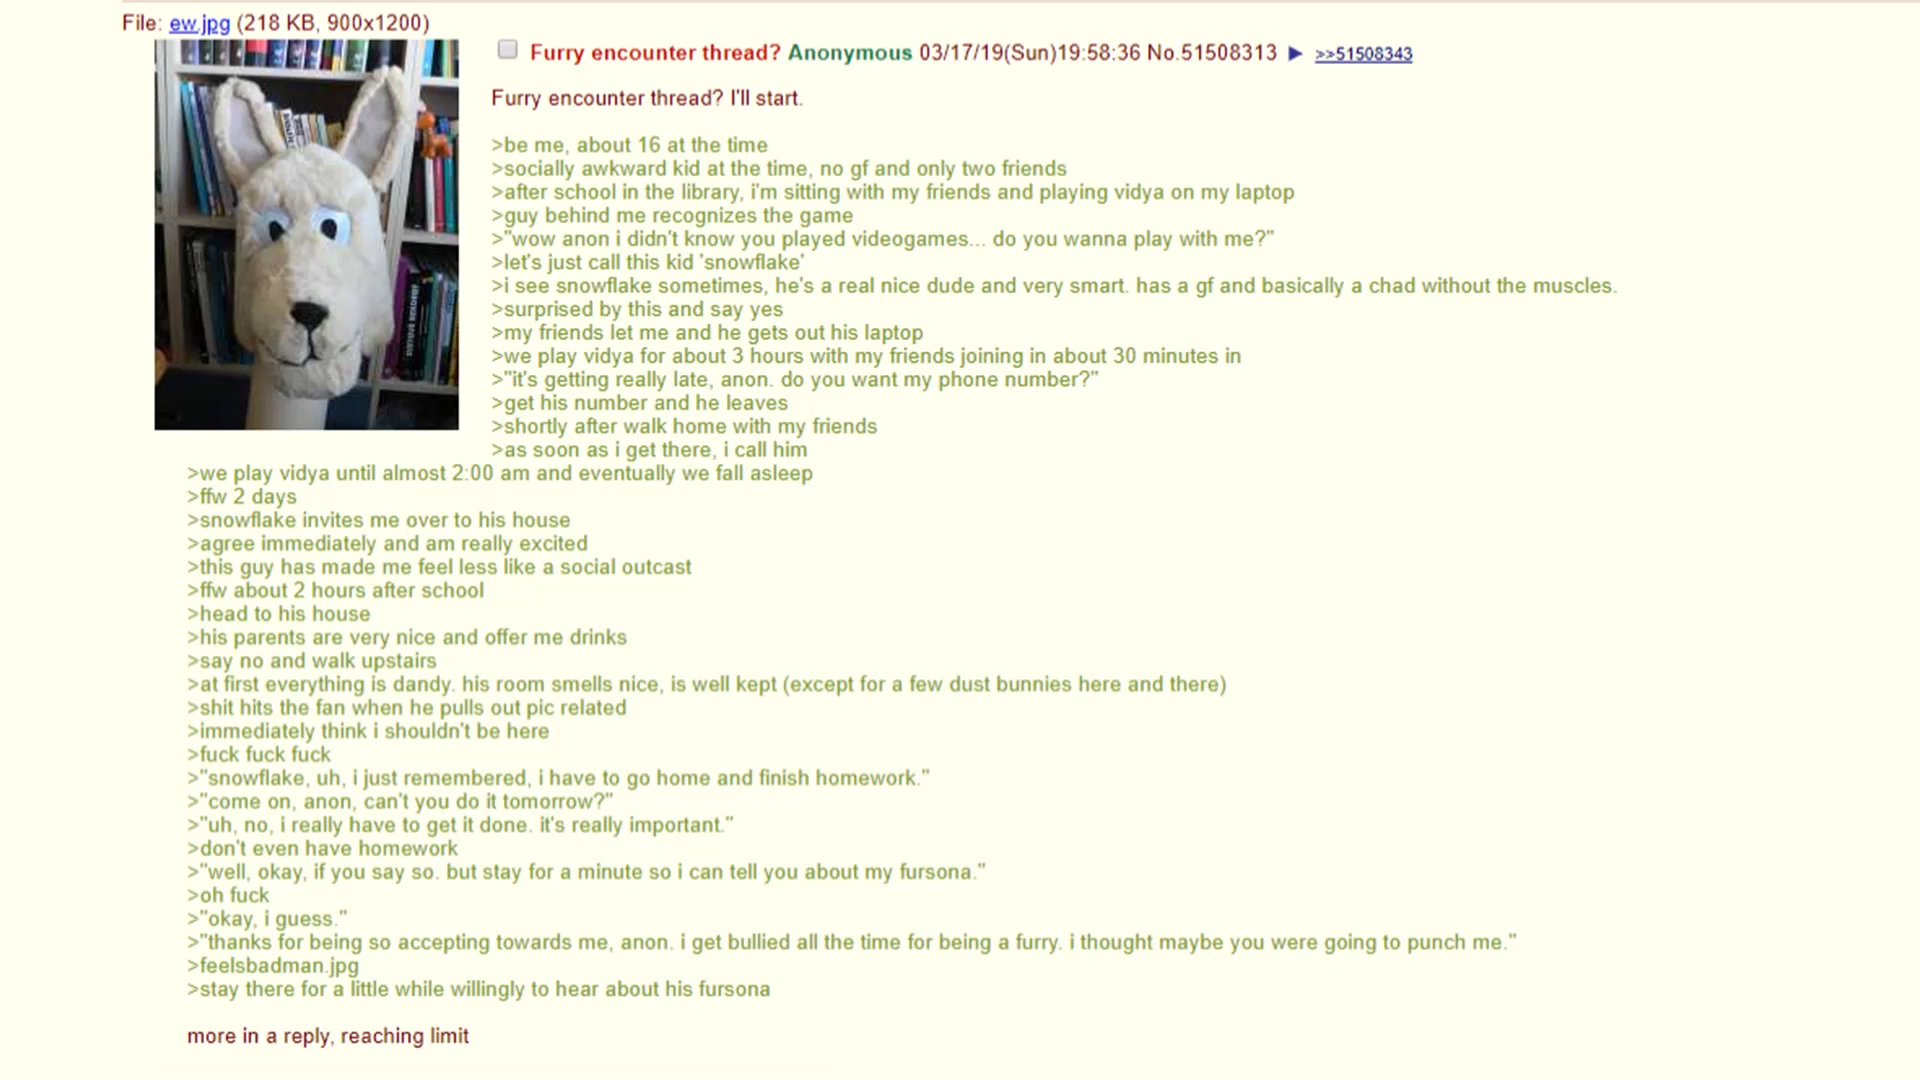 File: ew.jpg (218 KB, 900x1200)
Furry encounter thread? Anonymous 03/17/19(Sun)19:58:36 No.51508313 ▶ >>51508343
Furry encounter thread? I'll start.
>be me, about 16 at the time
>socially awkward kid at the time, no gf and only two friends
>after school in the library, i'm sitting with my friends and playing vidya on my laptop
>guy behind me recognizes the game
>"wow anon i didn't know you played videogames... do you wanna play with me?"
>let's just call this kid 'snowflake'
>i see snowflake sometimes, he's a real nice dude and very smart. has a gf and basically a chad without the muscles.
>surprised by this and say yes
>my friends let me and he gets out his laptop
>we play vidya for about 3 hours with my friends joining in about 30 minutes in
>"it's getting really late, anon. do you want my phone number?"
>get his number and he leaves
>shortly after walk home with my friends
>as soon as i get there, i call him
>we play vidya until almost 2:00 am and eventually we fall asleep
>ffw 2 days
>snowflake invites me over to his house
>agree immediately and am really excited
>this guy has made me feel less like a social outcast
>ffw about 2 hours after school
>head to his house
>his parents are very nice and offer me drinks
>say no and walk upstairs
>at first everything is dandy. his room smells nice, is well kept (except for a few dust bunnies here and there)
>shit hits the fan when he pulls out pic related
>immediately think i shouldn't be here
>fuck fuck fuck
>"snowflake, uh, i just remembered, i have to go home and finish homework."
>"come on, anon, can't you do it tomorrow?"
>"uh, no, i really have to get it done. it's really important."
>don't even have homework
>"well, okay, if you say so. but stay for a minute so i can tell you about my fursona."
>oh fuck
>"okay, i guess."
>"thanks for being so accepting towards me, anon. i get bullied all the time for being a furry. i thought maybe you were going to punch me."
>feelsbadman.jpg
>stay there for a little while willingly to hear about his fursona
more in a reply, reaching limit